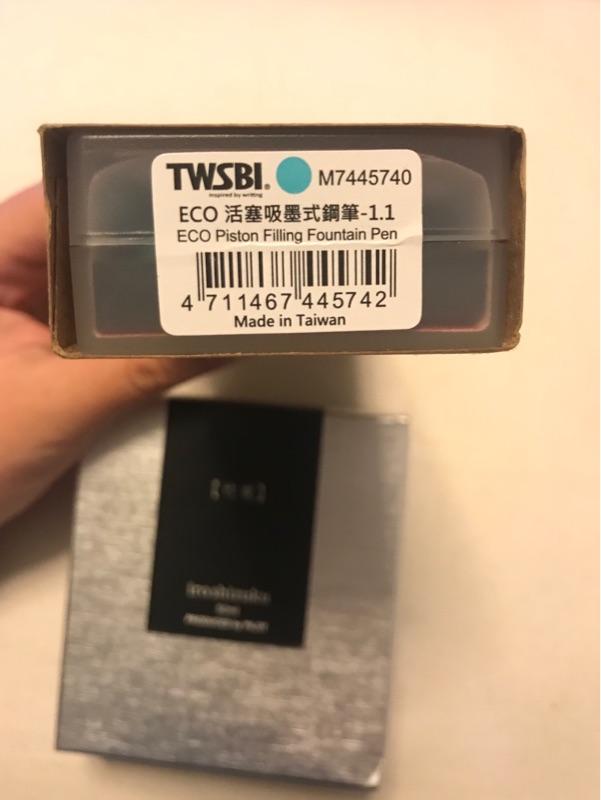 TWSBI® M7445740
inspired by writing
ECO 活塞吸墨式鋼筆-1.1
ECO Piston Filling Fountain Pen
4 711467 445742
Made in Taiwan
iroshizuku